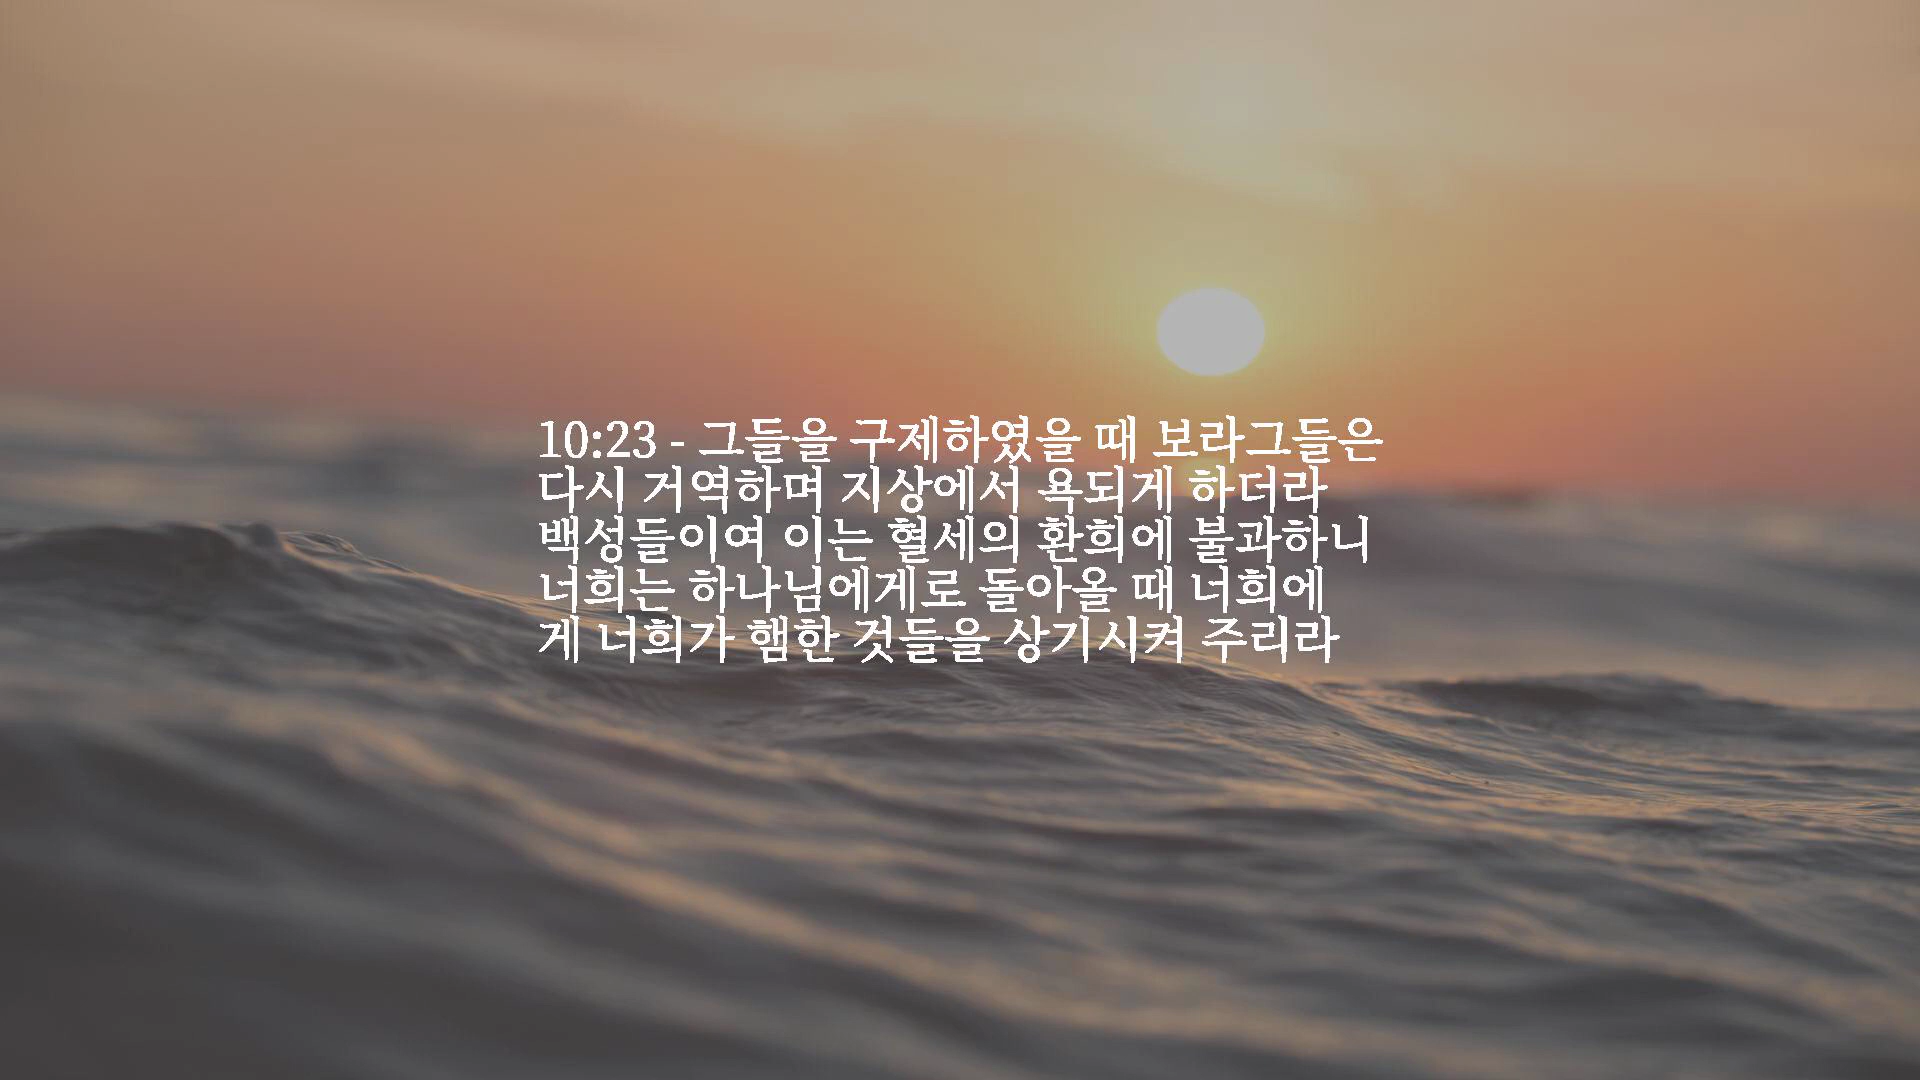 10:23 - 그들을 구제하였을 때 보라그들은
다시 거역하며 지상에서 욕되게 하더라
백성들이여 이는 혈세의 환희에 불과하니
너희는 하나님에게로 돌아올 때 너희에
게 너희가 햄한 것들을 상기시켜 주리라